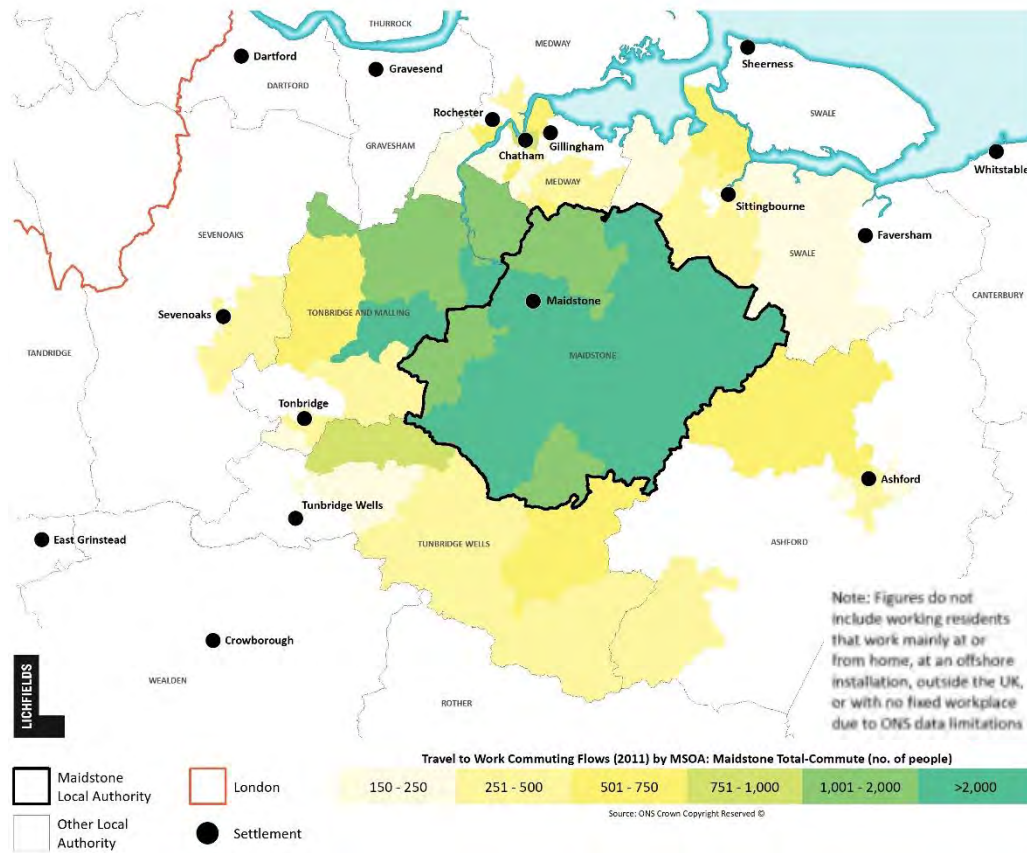 THURROCK
MEDWAY
Dartford
Gravesend
Sheerness
DARTFORD
SWALE
Rochester
GRAVESHAM
Chatham
Gillingham
MEDWAY
Whitstable
Sittingbourne
SEVENOAKS
Faversham
SWALE
CANTERBURY
Maidstone
Sevenoaks
TONBRIDGE AND MALLING
TANDRIDGE
MAIDSTONE
Tonbridge
Ashford
Tunbridge Wells
East Grinstead
TUNBRIDGE WELLS
ASHFORD
Note: Figures do not
include working residents
that work mainly at or
from home, at an offshore
installation, outside the UK,
or with no fixed workplace
due to ONS data limitations
Crowborough
WEALDEN
ROTHER
LICHFIELDS
Travel to Work Commuting Flows (2011) by MSOA: Maidstone Total-Commute (no. of people)
Maidstone
Local Authority
London
150 - 250
251 - 500
501 - 750
751 - 1,000
1,001 - 2,000
>2,000
Source: ONS Crown Copyright Reserved ©
Other Local
Authority
Settlement